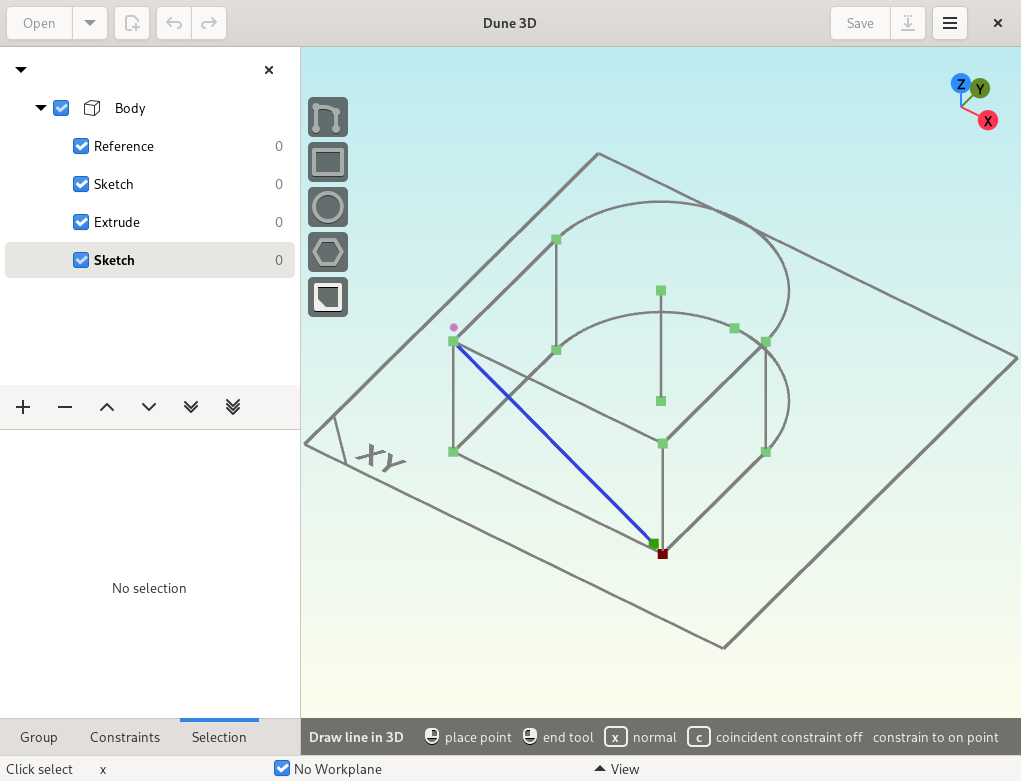 Open
Dune 3D
Save
Body
Reference 0
Sketch 0
Extrude 0
Sketch 0
Z Y
X
XY
No selection
Group Constraints Selection
Draw line in 3D place point end tool x normal c coincident constraint off constrain to on point
Click select x No Workplane View